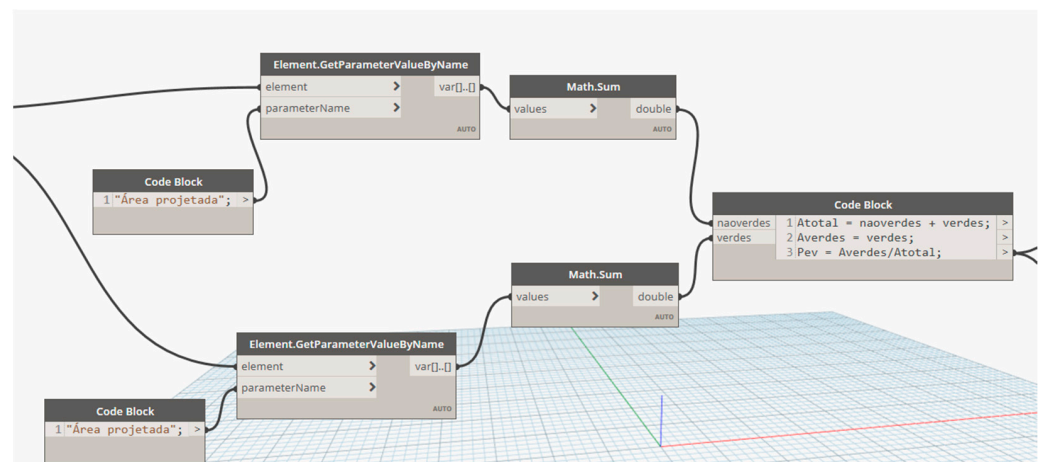 Element.GetParameterValueByName
element > var[]..[]
parameterName >
AUTO
Math.Sum
values > double
AUTO
Code Block
1 "Área projetada"; >
Code Block
naoverdes 1 Atotal = naoverdes + verdes; >
verdes 2 Averdes = verdes; >
3 Pev = Averdes/Atotal; >
Math.Sum
values > double
AUTO
Element.GetParameterValueByName
element > var[]..[]
parameterName >
AUTO
Code Block
1 "Área projetada"; >